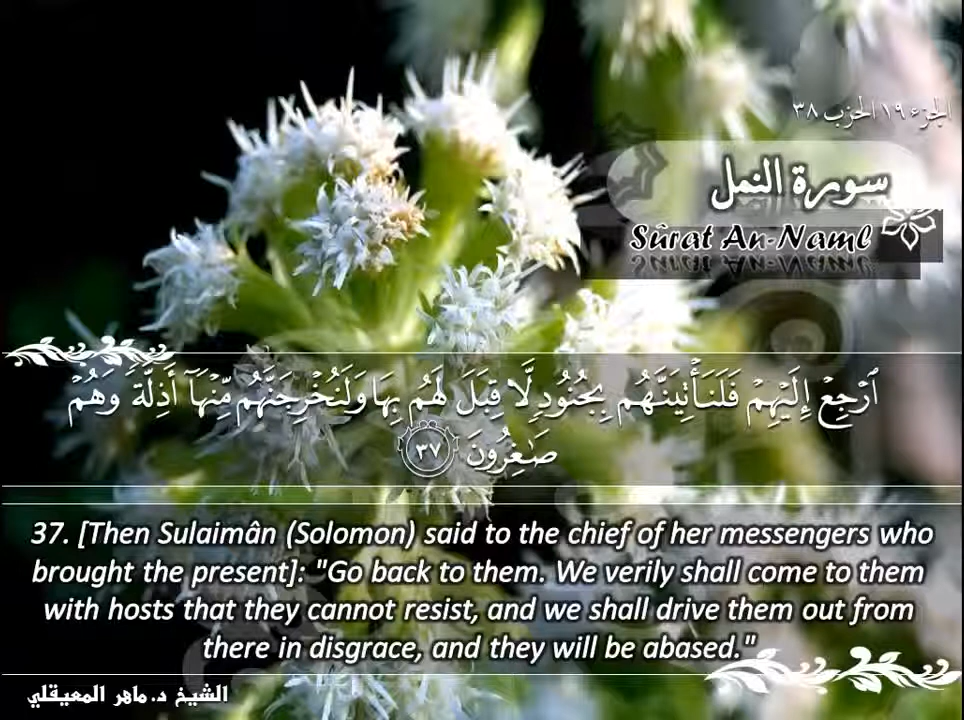 الجزء ١٩ الحزب ٣٨
سورة النمل
Sûrat An-Naml
ٱرْجِعْ إِلَيْهِمْ فَلَنَأْتِيَنَّهُم بِجُنُودٍ لَّا قِبَلَ لَهُم بِهَا وَلَنُخْرِجَنَّهُم مِّنْهَآ أَذِلَّةً وَهُمْ
صَٰغِرُونَ ٣٧
37. [Then Sulaimân (Solomon) said to the chief of her messengers who
brought the present]: "Go back to them. We verily shall come to them
with hosts that they cannot resist, and we shall drive them out from
there in disgrace, and they will be abased."
الشيخ د. ماهر المعيقلي